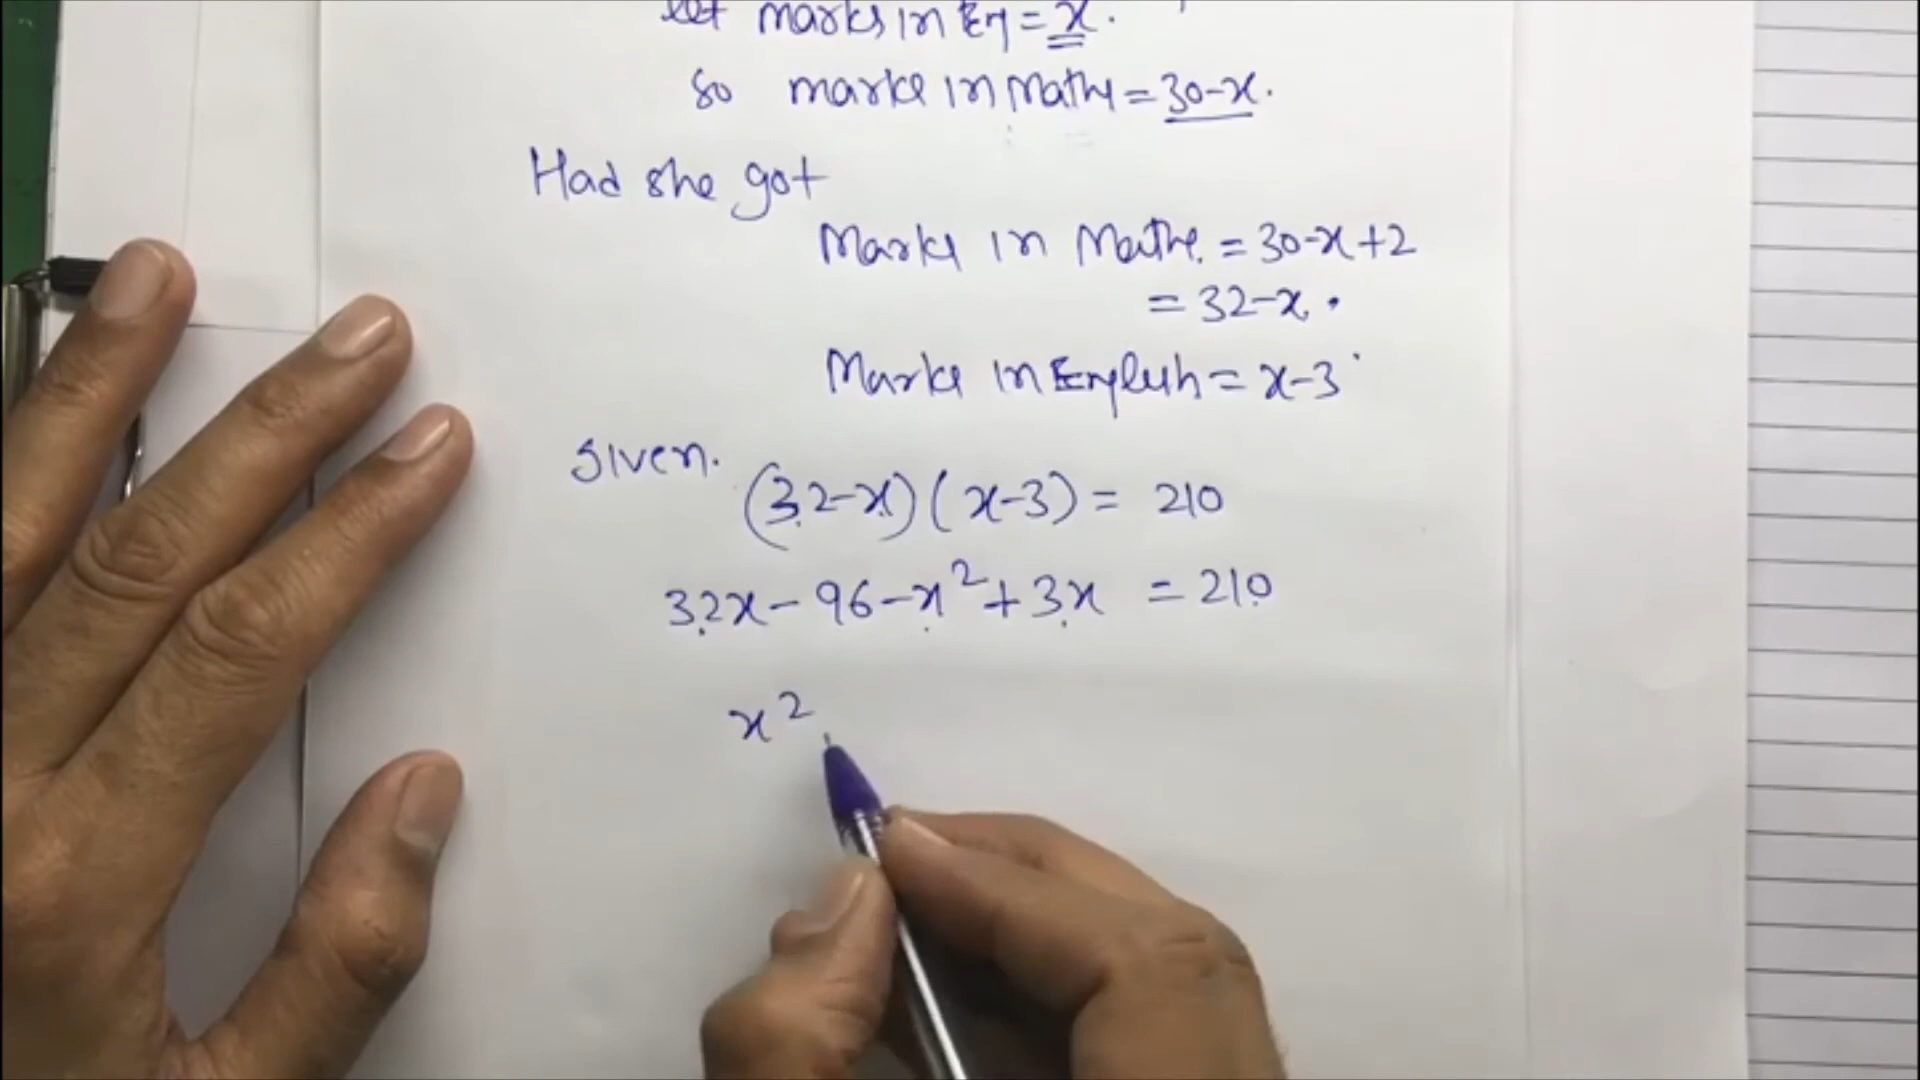 let marks in En = x.
So marks in Maths = 30-x.
Had she got
Marks in Maths. = 30-x+2
= 32-x.
Marks in English = x-3
Given.
(32-x)(x-3) = 210
32x-96-x²+3x = 210
x²